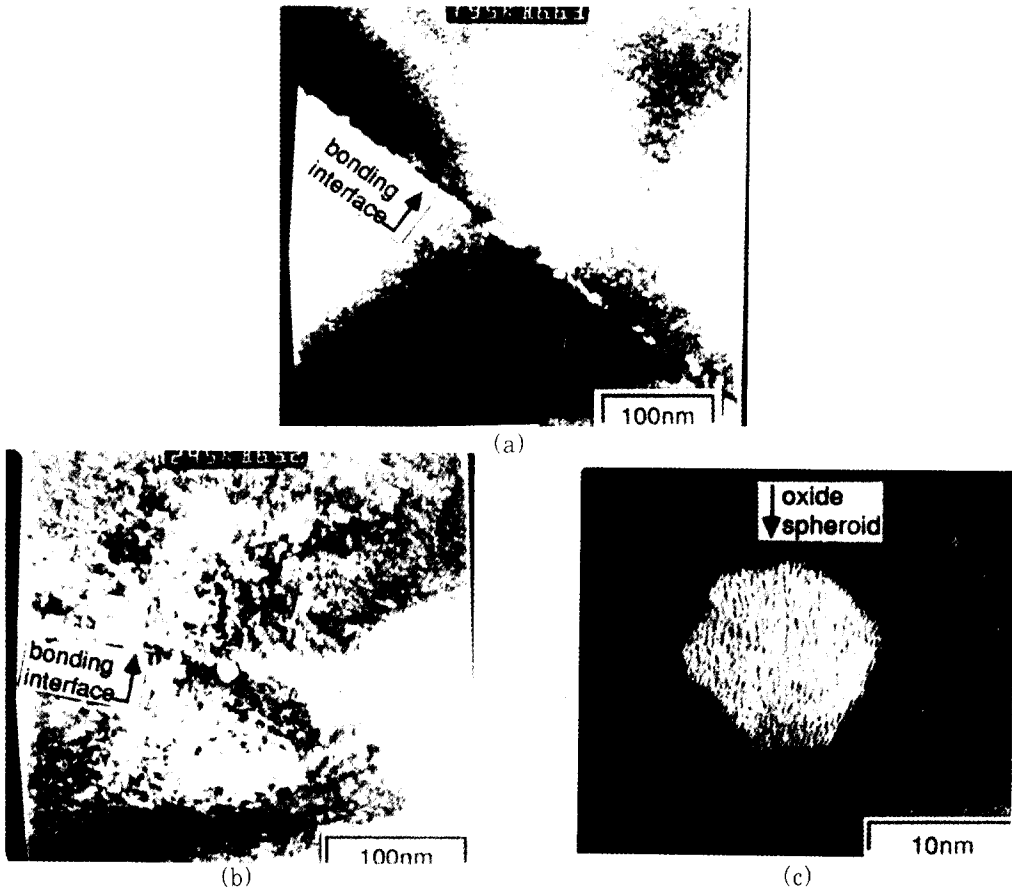 bonding
interface
100nm
(a)
bonding
interface
100nm
(b)
oxide
spheroid
10nm
(c)